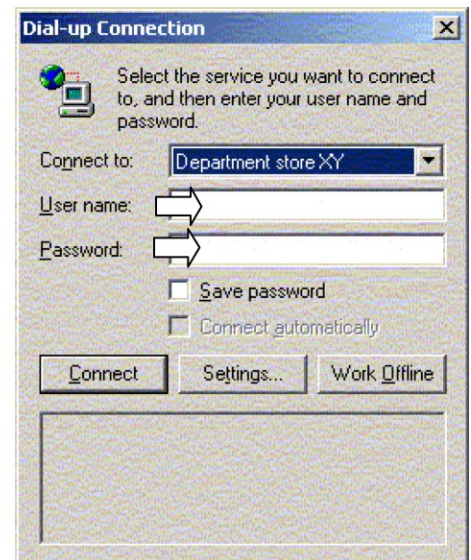 Dial-up Connection
Select the service you want to connect
to, and then enter your user name and
password.
Connect to: Department store XY
User name:
Password:
Save password
Connect automatically
Connect Settings... Work Offline